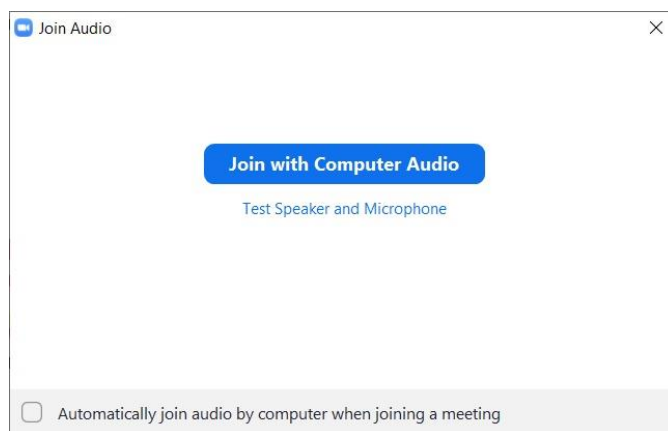 Join Audio
Join with Computer Audio
Test Speaker and Microphone
Automatically join audio by computer when joining a meeting